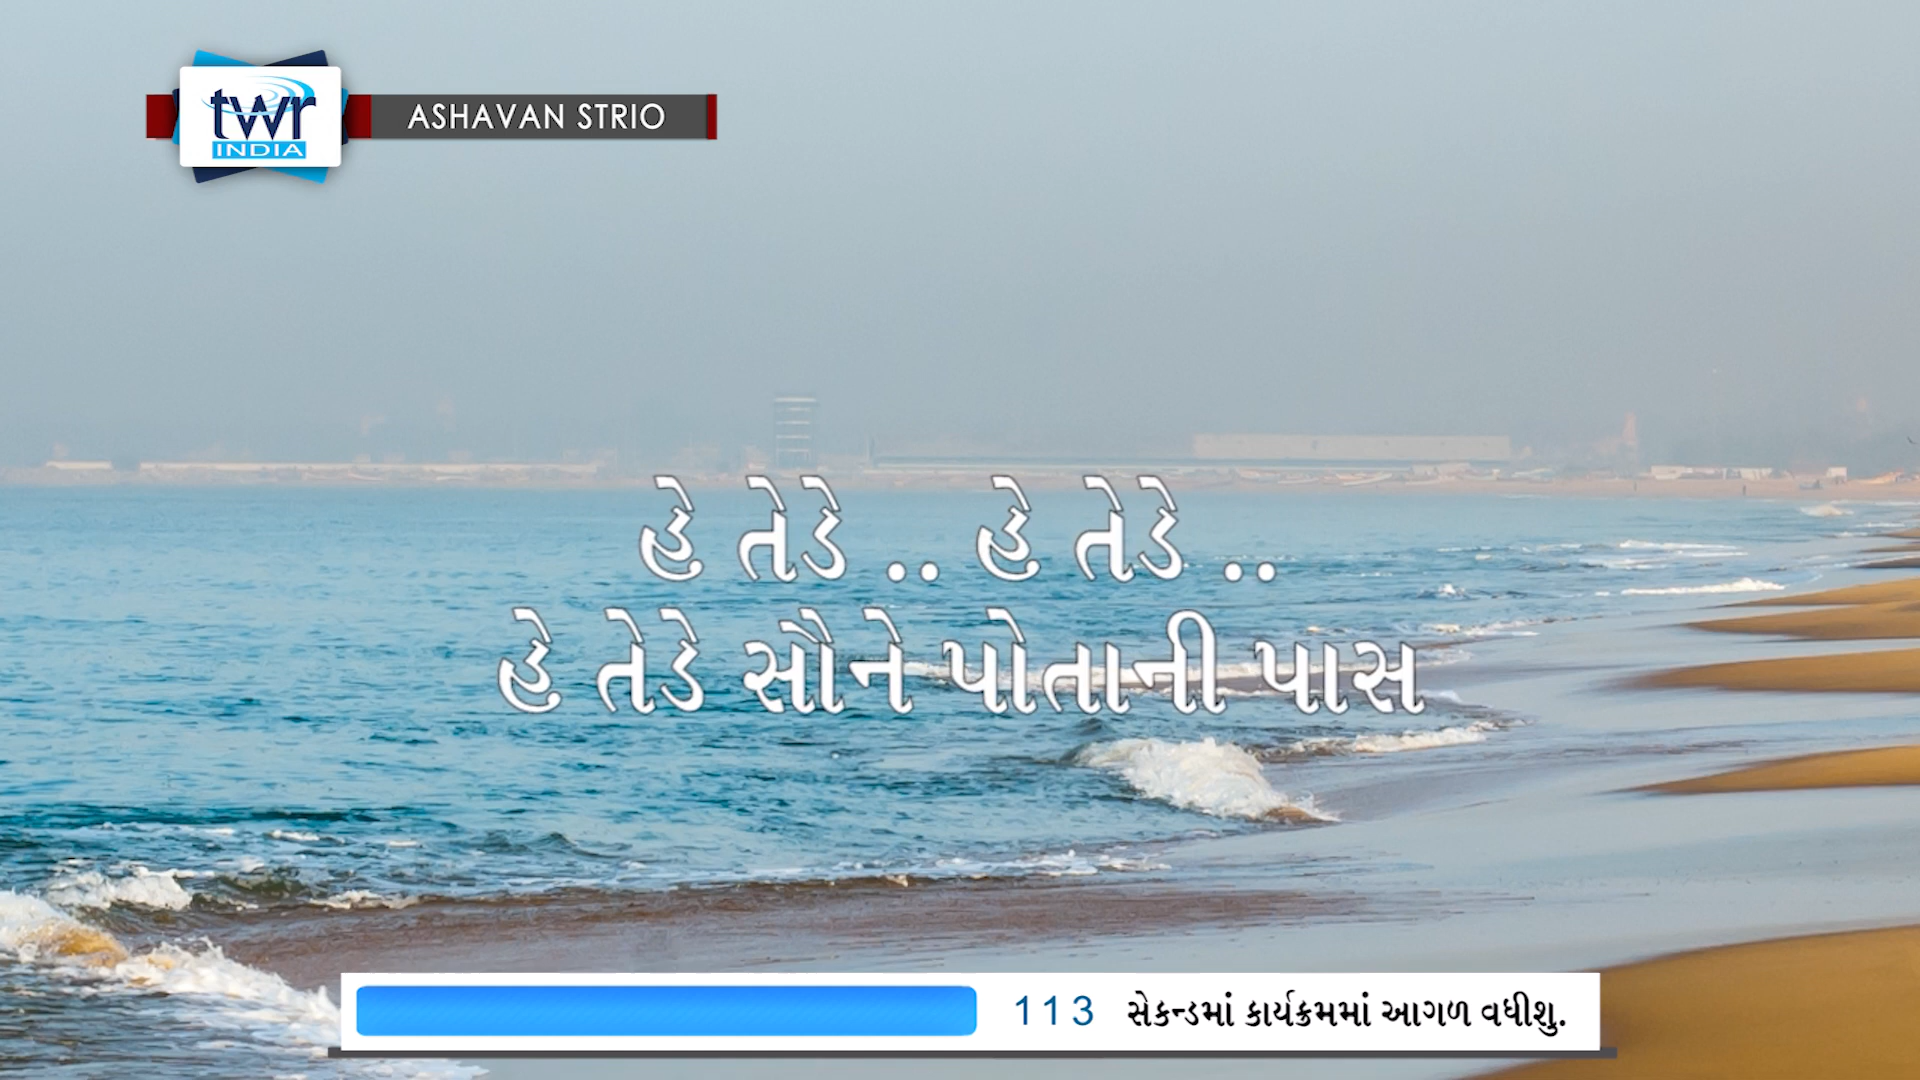 twr
INDIA
ASHAVAN STRIO
હે તેડે .. હે તેડે ..
હે તેડે સૌને પોતાની પાસ
113 સેકન્ડમાં કાર્યક્રમમાં આગળ વધીશુ.